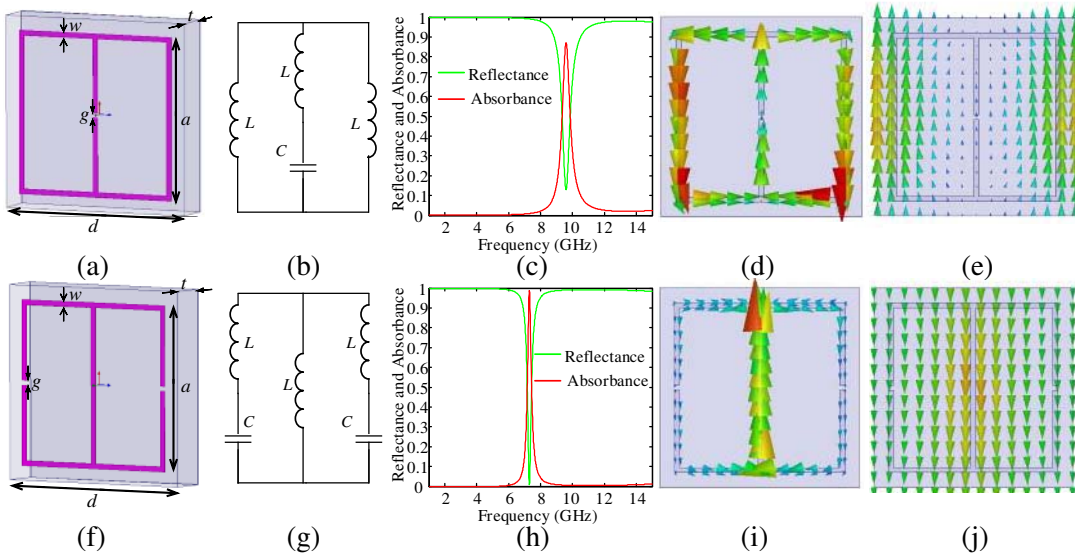 t
w
g
a
d
(a)
L
L
L
C
(b)
1
0.9
0.8
0.7
0.6
0.5
0.4
0.3
0.2
0.1
0
Reflectance and Absorbance
Reflectance
Absorbance
2 4 6 8 10 12 14
Frequency (GHz)
(c)
(d)
(e)
t
w
g
a
d
(f)
L
L
L
C
C
(g)
1
0.9
0.8
0.7
0.6
0.5
0.4
0.3
0.2
0.1
0
Reflectance and Absorbance
Reflectance
Absorbance
2 4 6 8 10 12 14
Frequency (GHz)
(h)
(i)
(j)